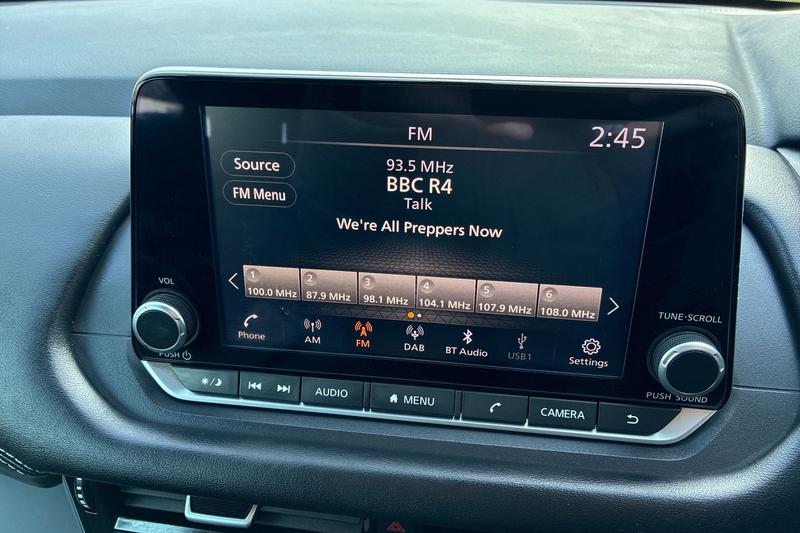 FM
2:45
Source
93.5 MHz
FM Menu
BBC R4
Talk
We're All Preppers Now
1 2 3 4 5 6
100.0 MHz 87.9 MHz 98.1 MHz 104.1 MHz 107.9 MHz 108.0 MHz
VOL
TUNE·SCROLL
Phone AM FM DAB BT Audio USB1 Settings
PUSH
PUSH SOUND
AUDIO MENU CAMERA